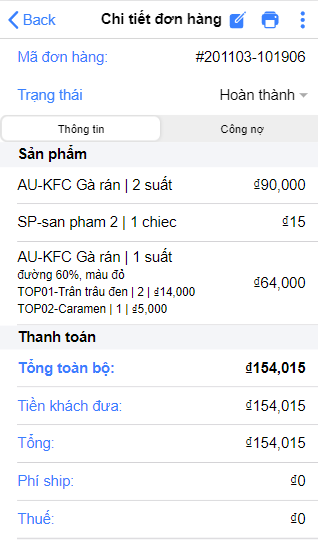 Back Chi tiết đơn hàng
Mã đơn hàng: #201103-101906
Trạng thái Hoàn thành
Thông tin Công nợ
Sản phẩm
AU-KFC Gà rán | 2 suất ₫90,000
SP-san pham 2 | 1 chiec ₫15
AU-KFC Gà rán | 1 suất
đường 60%, màu đỏ
TOP01-Trân trâu đen | 2 | ₫14,000
TOP02-Caramen | 1 | ₫5,000
₫64,000
Thanh toán
Tổng toàn bộ: ₫154,015
Tiền khách đưa: ₫154,015
Tổng: ₫154,015
Phí ship: ₫0
Thuế: ₫0